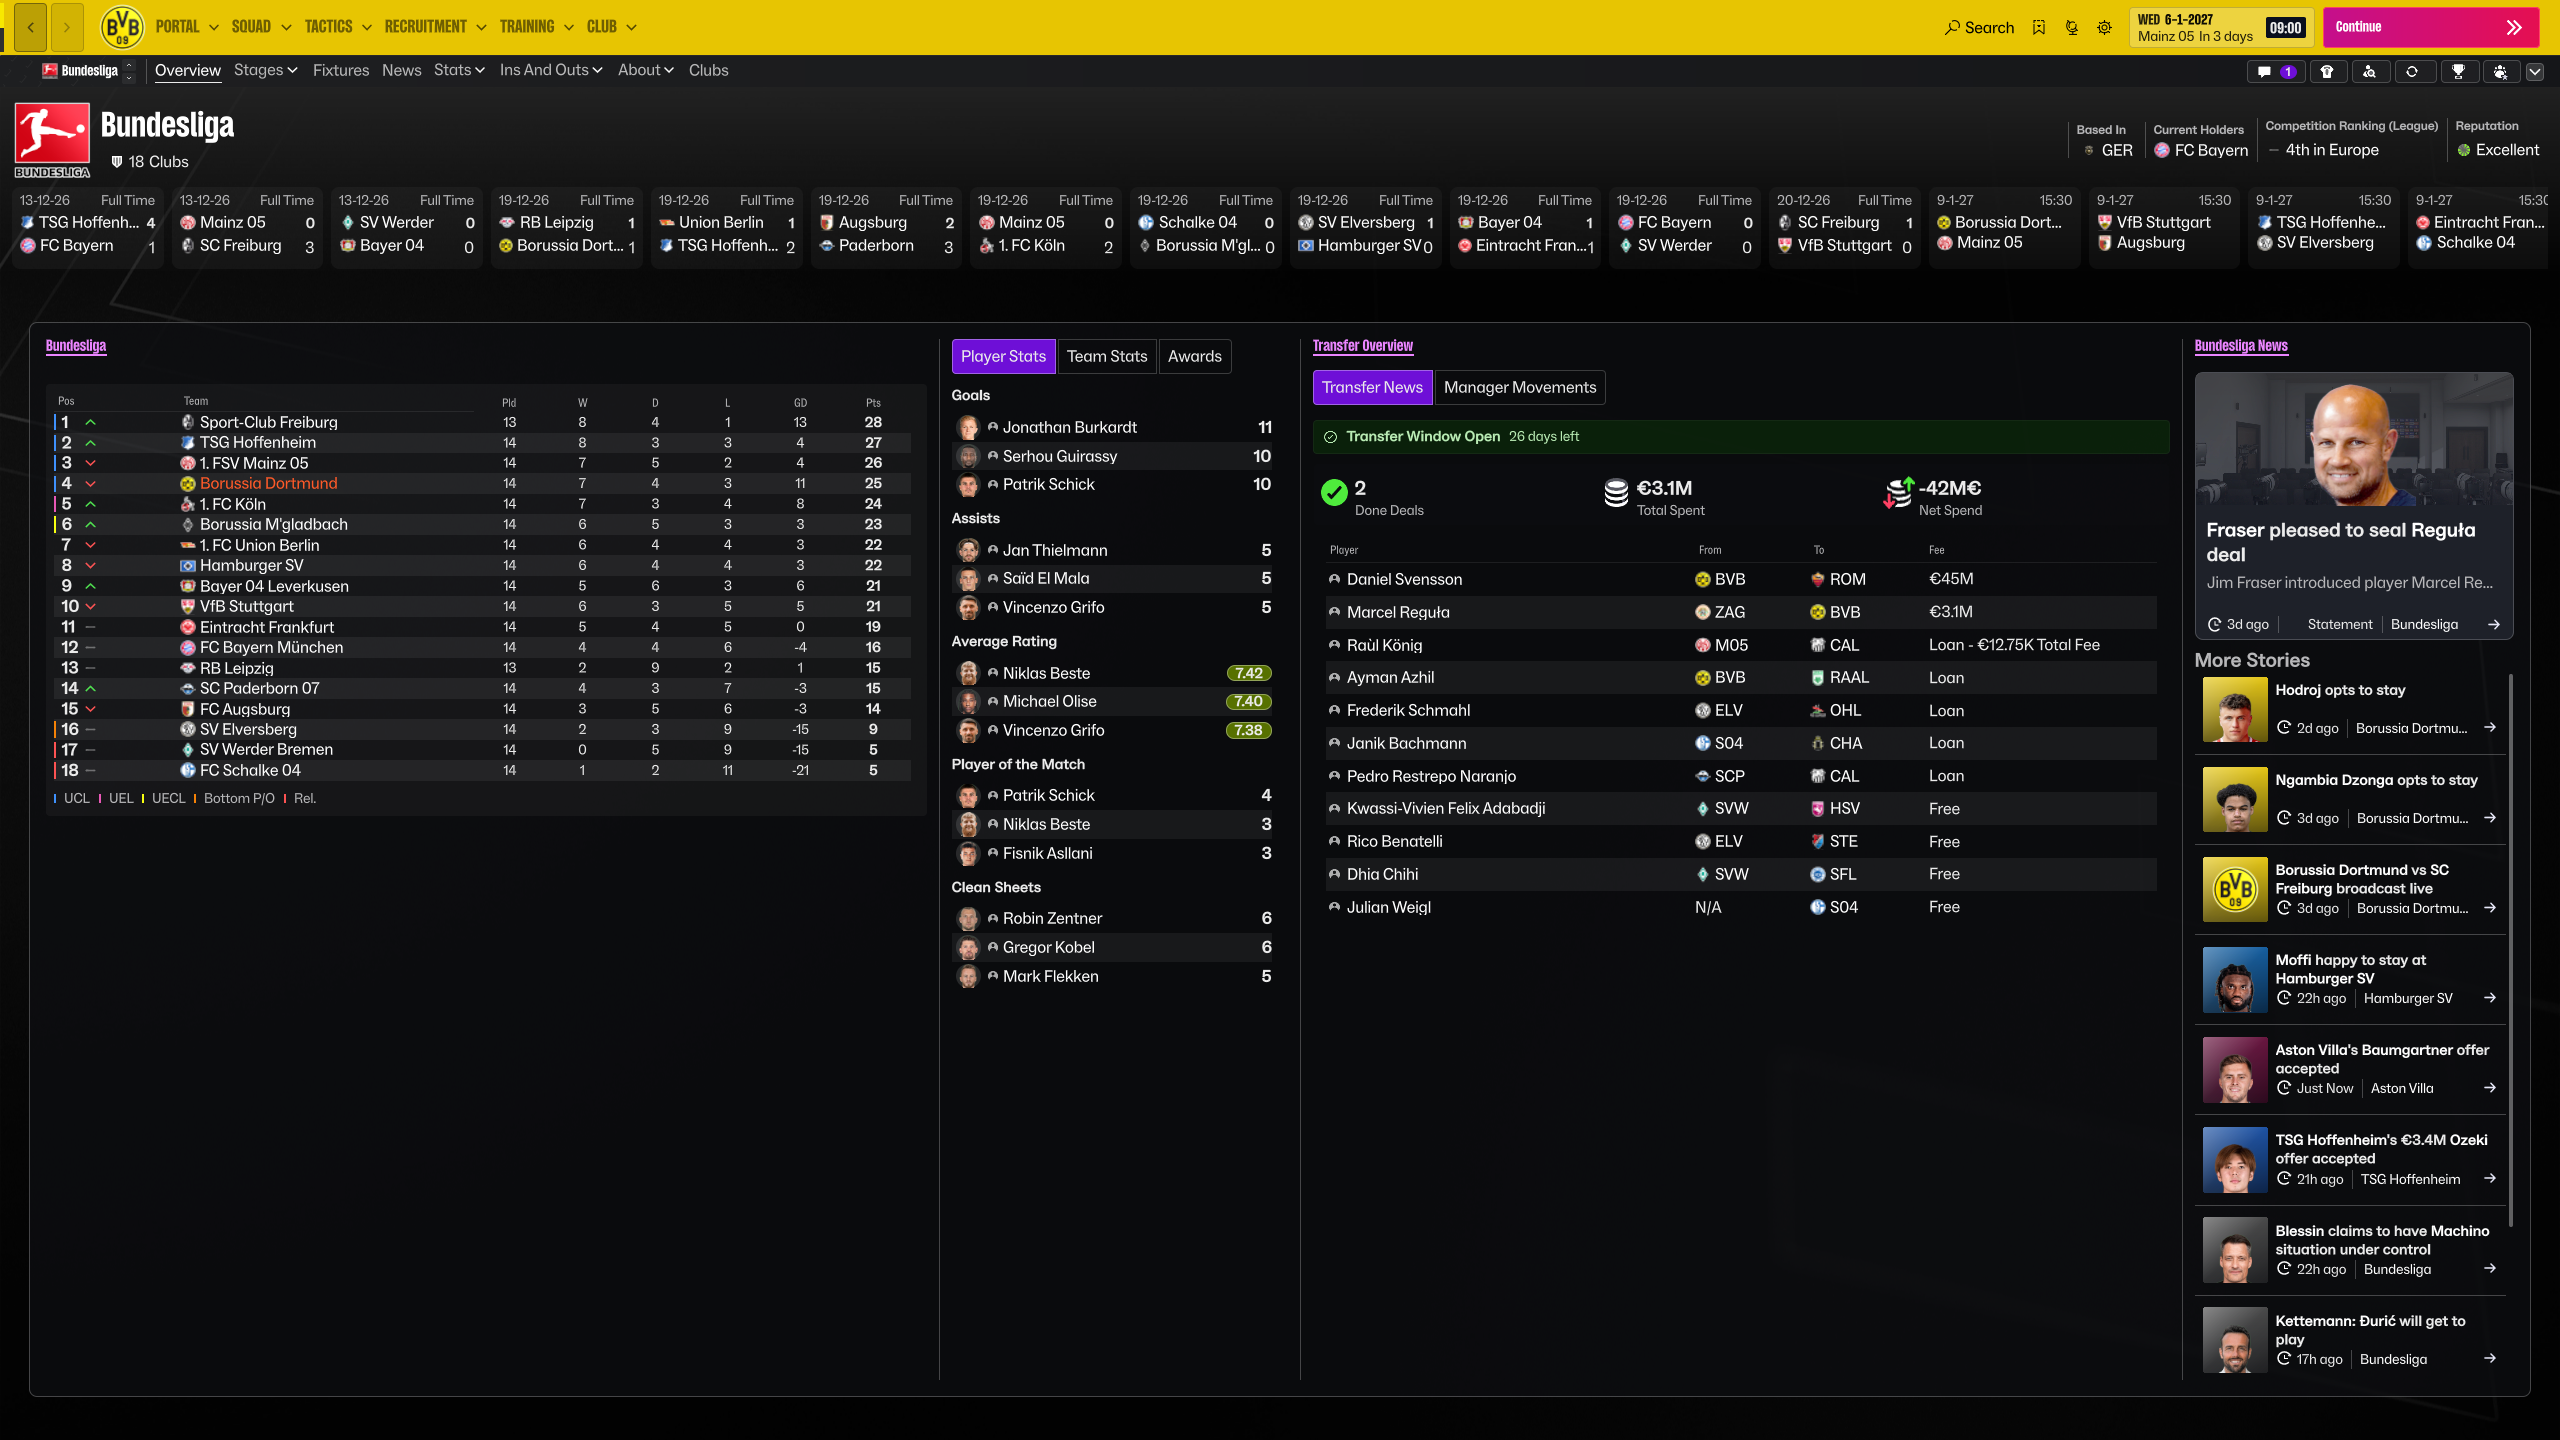 PORTAL SQUAD TACTICS RECRUITMENT TRAINING CLUB
Search
WED 6-1-2027
Mainz 05 In 3 days
09:00
Continue
Bundesliga Overview Stages Fixtures News Stats Ins And Outs About Clubs
1
Bundesliga
18 Clubs
BUNDESLIGA
Based In
GER
Current Holders
FC Bayern
Competition Ranking (League)
4th in Europe
Reputation
Excellent
13-12-26 Full Time
TSG Hoffenh... 4
FC Bayern 1
13-12-26 Full Time
Mainz 05 0
SC Freiburg 3
13-12-26 Full Time
SV Werder 0
Bayer 04 0
19-12-26 Full Time
RB Leipzig 1
Borussia Dort... 1
19-12-26 Full Time
Union Berlin 1
TSG Hoffenh... 2
19-12-26 Full Time
Augsburg 2
Paderborn 3
19-12-26 Full Time
Mainz 05 0
1. FC Köln 2
19-12-26 Full Time
Schalke 04 0
Borussia M'gl... 0
19-12-26 Full Time
SV Elversberg 1
Hamburger SV 0
19-12-26 Full Time
Bayer 04 1
Eintracht Fran... 1
19-12-26 Full Time
FC Bayern 0
SV Werder 0
20-12-26 Full Time
SC Freiburg 1
VfB Stuttgart 0
9-1-27 15:30
Borussia Dort...
Mainz 05
9-1-27 15:30
VfB Stuttgart
Augsburg
9-1-27 15:30
TSG Hoffenhe...
SV Elversberg
9-1-27 15:30
Eintracht Fran...
Schalke 04
Bundesliga
Pos Team Pld W D L GD Pts
1 Sport-Club Freiburg 13 8 4 1 13 28
2 TSG Hoffenheim 14 8 3 3 4 27
3 1. FSV Mainz 05 14 7 5 2 4 26
4 Borussia Dortmund 14 7 4 3 11 25
5 1. FC Köln 14 7 3 4 8 24
6 Borussia M'gladbach 14 6 5 3 3 23
7 1. FC Union Berlin 14 6 4 4 3 22
8 Hamburger SV 14 6 4 4 3 22
9 Bayer 04 Leverkusen 14 5 6 3 6 21
10 VfB Stuttgart 14 6 3 5 5 21
11 Eintracht Frankfurt 14 5 4 5 0 19
12 FC Bayern München 14 4 4 6 -4 16
13 RB Leipzig 13 2 9 2 1 15
14 SC Paderborn 07 14 4 3 7 -3 15
15 FC Augsburg 14 3 5 6 -3 14
16 SV Elversberg 14 2 3 9 -15 9
17 SV Werder Bremen 14 0 5 9 -15 5
18 FC Schalke 04 14 1 2 11 -21 5
UCL UEL UECL Bottom P/O Rel.
Player Stats Team Stats Awards
Goals
Jonathan Burkardt 11
Serhou Guirassy 10
Patrik Schick 10
Assists
Jan Thielmann 5
Saïd El Mala 5
Vincenzo Grifo 5
Average Rating
Niklas Beste 7.42
Michael Olise 7.40
Vincenzo Grifo 7.38
Player of the Match
Patrik Schick 4
Niklas Beste 3
Fisnik Asllani 3
Clean Sheets
Robin Zentner 6
Gregor Kobel 6
Mark Flekken 5
Transfer Overview
Transfer News Manager Movements
Transfer Window Open 26 days left
2
Done Deals
€3.1M
Total Spent
-42M€
Net Spend
Player From To Fee
Daniel Svensson BVB ROM €45M
Marcel Reguła ZAG BVB €3.1M
Raùl König M05 CAL Loan - €12.75K Total Fee
Ayman Azhil BVB RAAL Loan
Frederik Schmahl ELV OHL Loan
Janik Bachmann S04 CHA Loan
Pedro Restrepo Naranjo SCP CAL Loan
Kwassi-Vivien Felix Adabadji SVW HSV Free
Rico Benatelli ELV STE Free
Dhia Chihi SVW SFL Free
Julian Weigl N/A S04 Free
Bundesliga News
Fraser pleased to seal Reguła
deal
Jim Fraser introduced player Marcel Re...
3d ago Statement Bundesliga
More Stories
Hodroj opts to stay
2d ago Borussia Dortmu...
Ngambia Dzonga opts to stay
3d ago Borussia Dortmu...
Borussia Dortmund vs SC
Freiburg broadcast live
3d ago Borussia Dortmu...
Moffi happy to stay at
Hamburger SV
22h ago Hamburger SV
Aston Villa's Baumgartner offer
accepted
Just Now Aston Villa
TSG Hoffenheim's €3.4M Ozeki
offer accepted
21h ago TSG Hoffenheim
Blessin claims to have Machino
situation under control
22h ago Bundesliga
Kettemann: Đurić will get to
play
17h ago Bundesliga